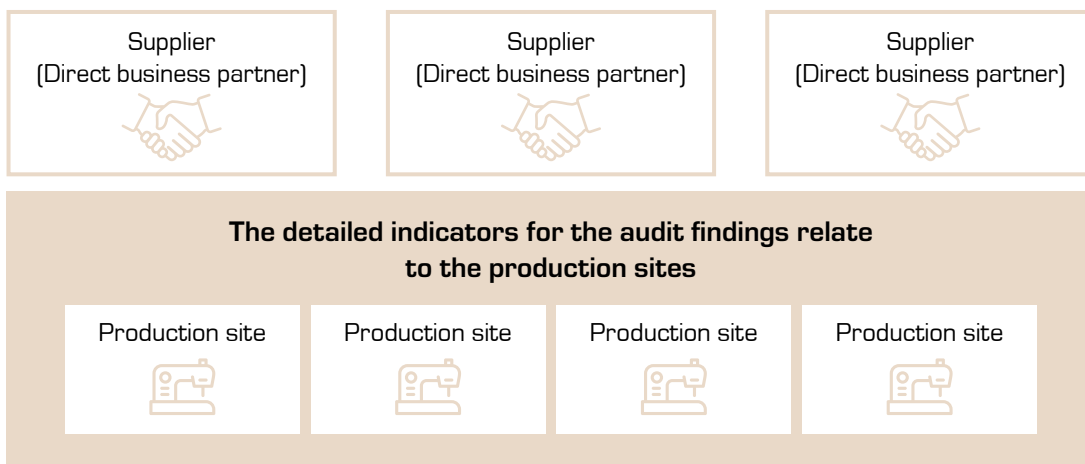 Supplier
(Direct business partner)
Supplier
(Direct business partner)
Supplier
(Direct business partner)
The detailed indicators for the audit findings relate
to the production sites
Production site
Production site
Production site
Production site